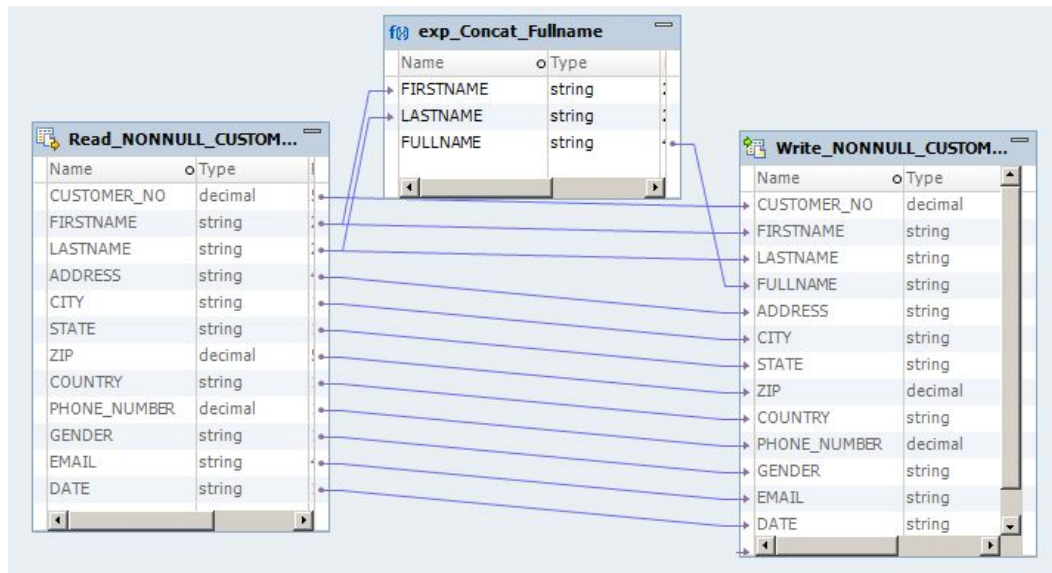 exp_Concat_Fullname
Name Type
FIRSTNAME string
LASTNAME string
FULLNAME string
Read_NONNULL_CUSTOM...
Name Type
CUSTOMER_NO decimal
FIRSTNAME string
LASTNAME string
ADDRESS string
CITY string
STATE string
ZIP decimal
COUNTRY string
PHONE_NUMBER decimal
GENDER string
EMAIL string
DATE string
Write_NONNULL_CUSTOM...
Name Type
CUSTOMER_NO decimal
FIRSTNAME string
LASTNAME string
FULLNAME string
ADDRESS string
CITY string
STATE string
ZIP decimal
COUNTRY string
PHONE_NUMBER decimal
GENDER string
EMAIL string
DATE string